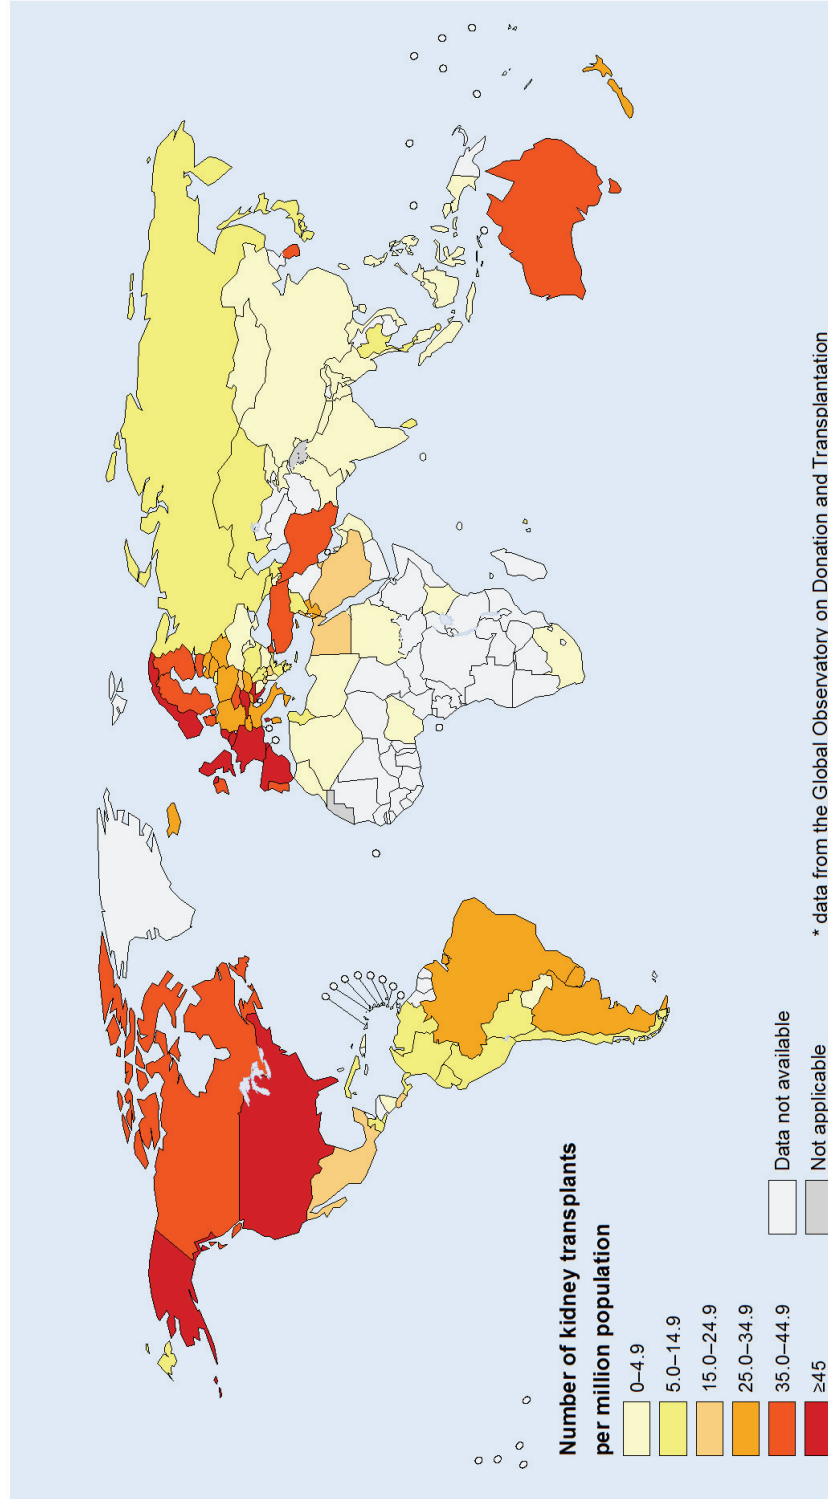 Number of kidney transplants
per million population
0–4.9
5.0–14.9
15.0–24.9
25.0–34.9
35.0–44.9
≥45
Data not available
Not applicable
* data from the Global Observatory on Donation and Transplantation